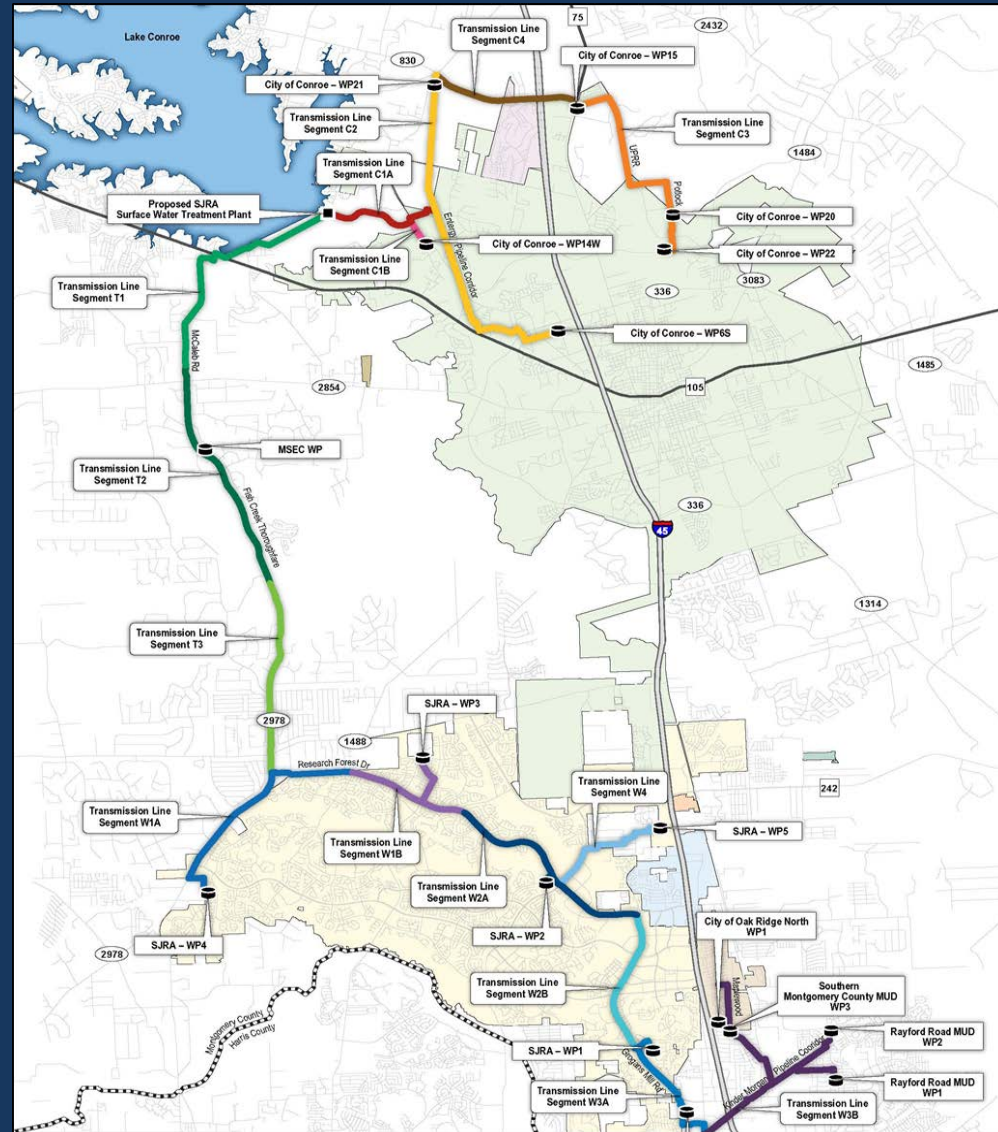 75
2432
Lake Conroe
Transmission Line
Segment C4
830
City of Conroe – WP15
City of Conroe – WP21
Transmission Line
Segment C2
Transmission Line
Segment C3
UPRR
1484
Transmission Line
Segment C1A
Pollock
Proposed SJRA
Surface Water Treatment Plant
City of Conroe – WP20
Entergy Pipeline Corridor
City of Conroe – WP14W
City of Conroe – WP22
Transmission Line
Segment C1B
3083
Transmission Line
Segment T1
336
City of Conroe – WP6S
McCaleb Rd
1485
2854
105
MSEC WP
Transmission Line
Segment T2
Fish Creek Thoroughfare
336
45
1314
Transmission Line
Segment T3
SJRA – WP3
2978
1488
Research Forest Dr
Transmission Line
Segment W4
242
Transmission Line
Segment W1A
SJRA – WP5
Transmission Line
Segment W1B
Transmission Line
Segment W2A
City of Oak Ridge North
WP1
SJRA – WP4
SJRA – WP2
2978
Maplewood
Southern
Montgomery County MUD
WP3
Transmission Line
Segment W2B
Montgomery County
Harris County
Rayford Road MUD
WP2
SJRA – WP1
Grogans Mill Rd
Kinder Morgan Pipeline Cooridor
Rayford Road MUD
WP1
Transmission Line
Segment W3A
Transmission Line
Segment W3B